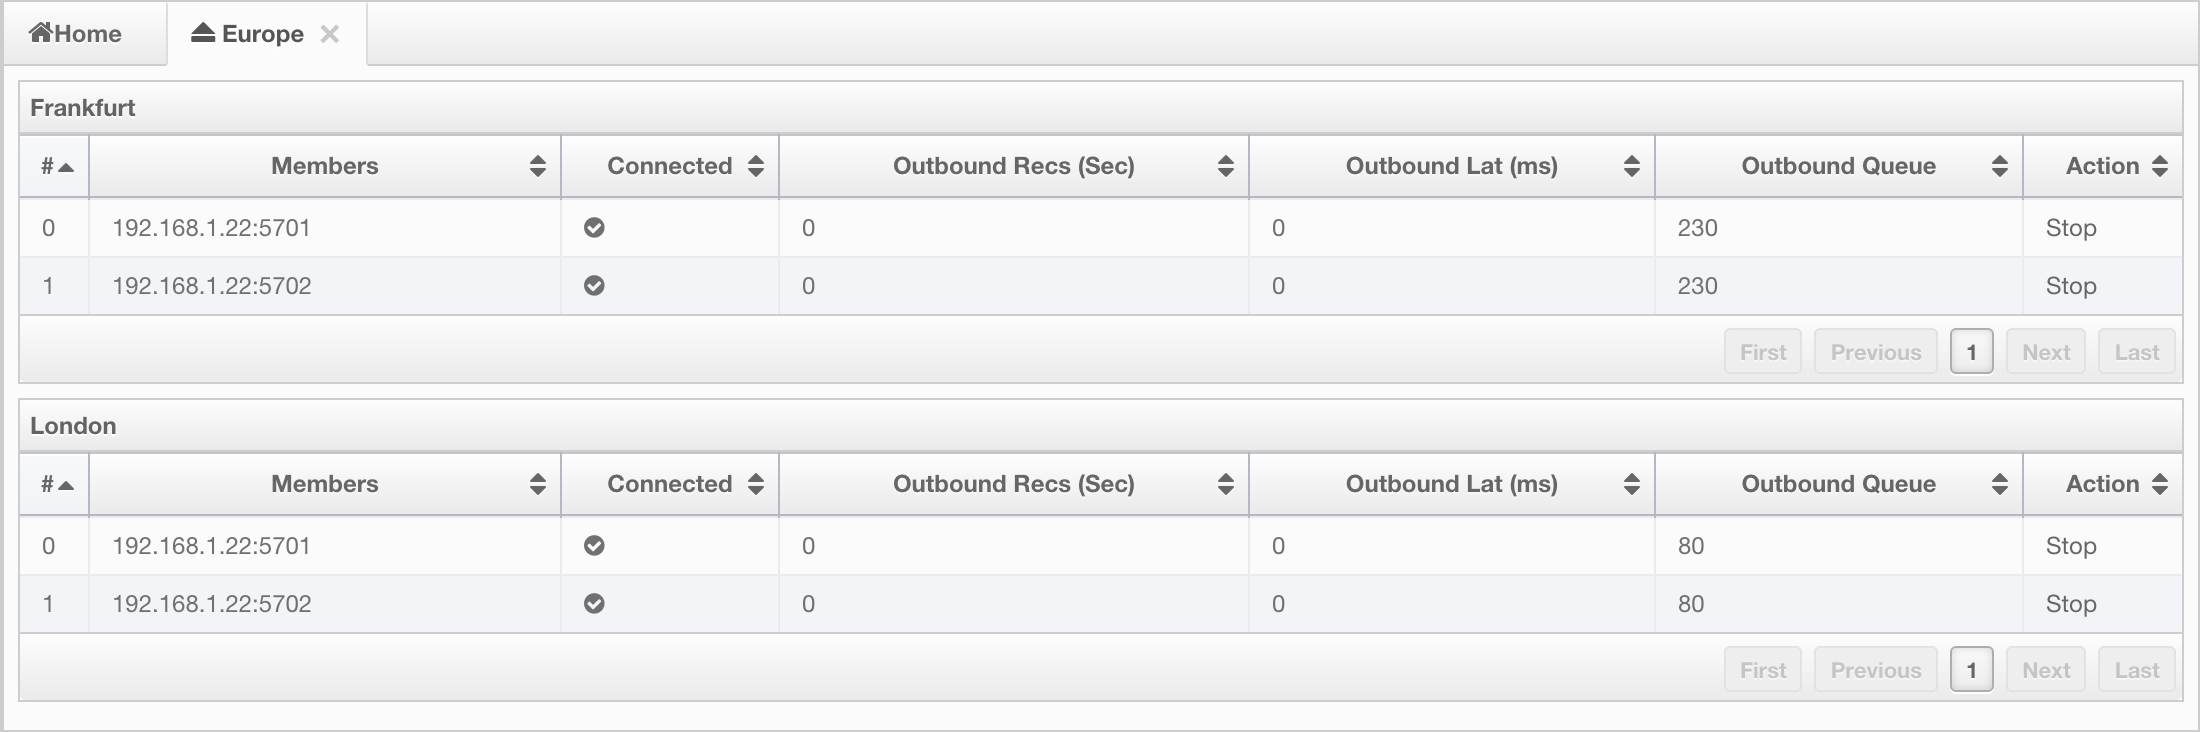 Home Europe
Frankfurt
# Members Connected Outbound Recs (Sec) Outbound Lat (ms) Outbound Queue Action
0 192.168.1.22:5701 0 0 230 Stop
1 192.168.1.22:5702 0 0 230 Stop
First Previous 1 Next Last
London
# Members Connected Outbound Recs (Sec) Outbound Lat (ms) Outbound Queue Action
0 192.168.1.22:5701 0 0 80 Stop
1 192.168.1.22:5702 0 0 80 Stop
First Previous 1 Next Last